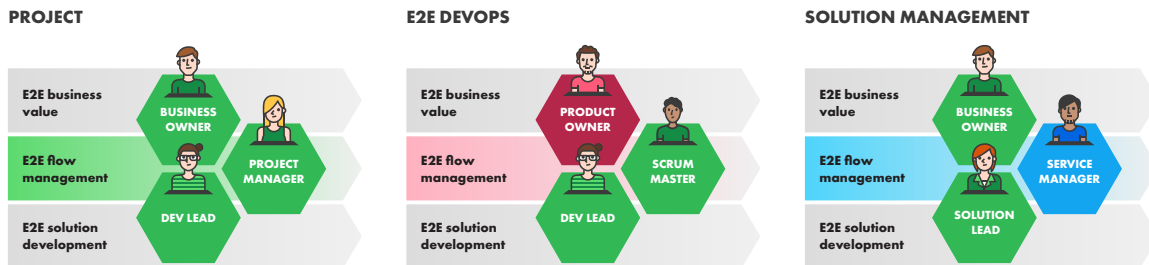 PROJECT
E2E business
value
BUSINESS
OWNER
E2E flow
management
PROJECT
MANAGER
E2E solution
development
DEV LEAD
E2E DEVOPS
E2E business
value
PRODUCT
OWNER
E2E flow
management
SCRUM
MASTER
E2E solution
development
DEV LEAD
SOLUTION MANAGEMENT
E2E business
value
BUSINESS
OWNER
E2E flow
management
SERVICE
MANAGER
E2E solution
development
SOLUTION
LEAD